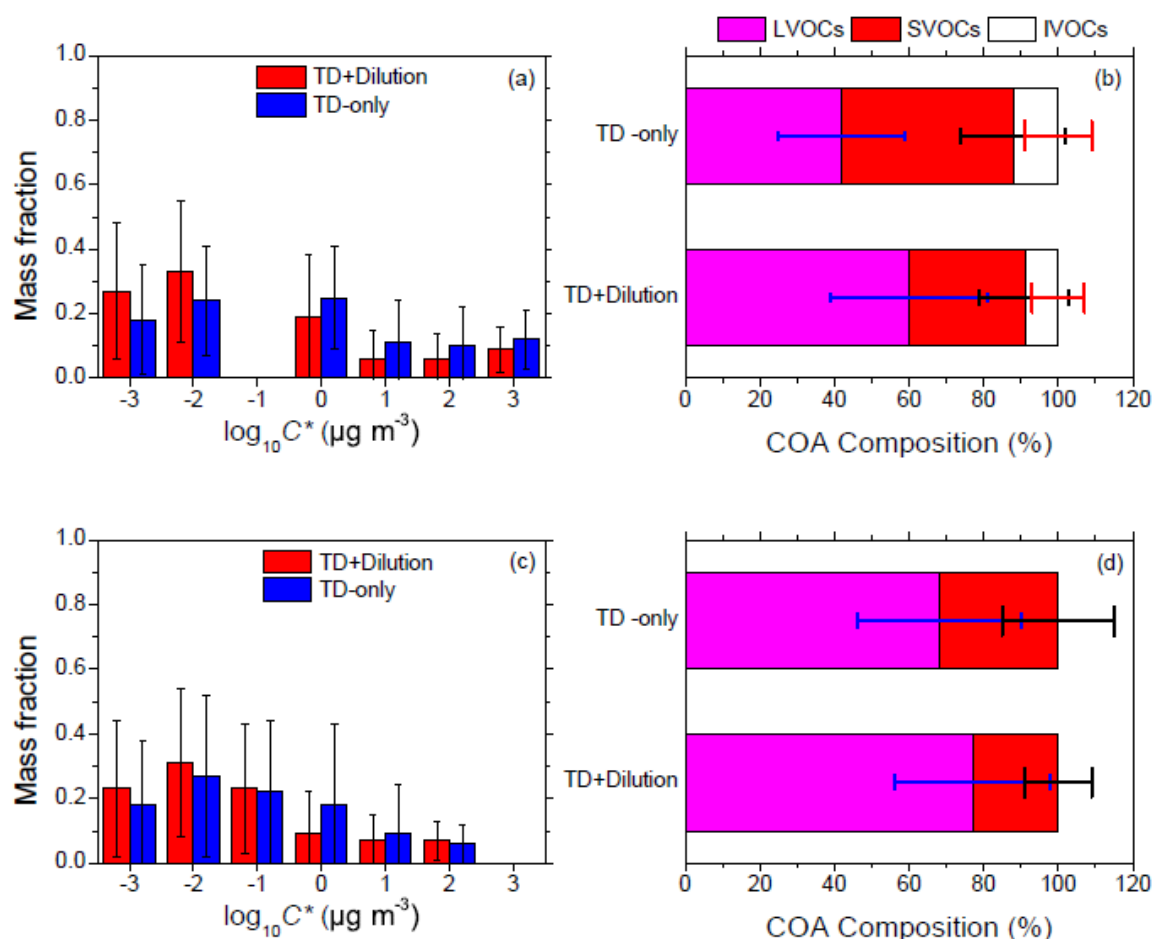 LVOCs SVOCs IVOCs
1.0
0.8
0.6
0.4
0.2
0.0
Mass fraction
TD+Dilution
TD-only
(a)
-3 -2 -1 0 1 2 3
log₁₀C* (µg m⁻³)
(b)
TD -only
TD+Dilution
0 20 40 60 80 100 120
COA Composition (%)
1.0
0.8
0.6
0.4
0.2
0.0
Mass fraction
TD+Dilution
TD-only
(c)
-3 -2 -1 0 1 2 3
log₁₀C* (µg m⁻³)
(d)
TD -only
TD+Dilution
0 20 40 60 80 100 120
COA Composition (%)